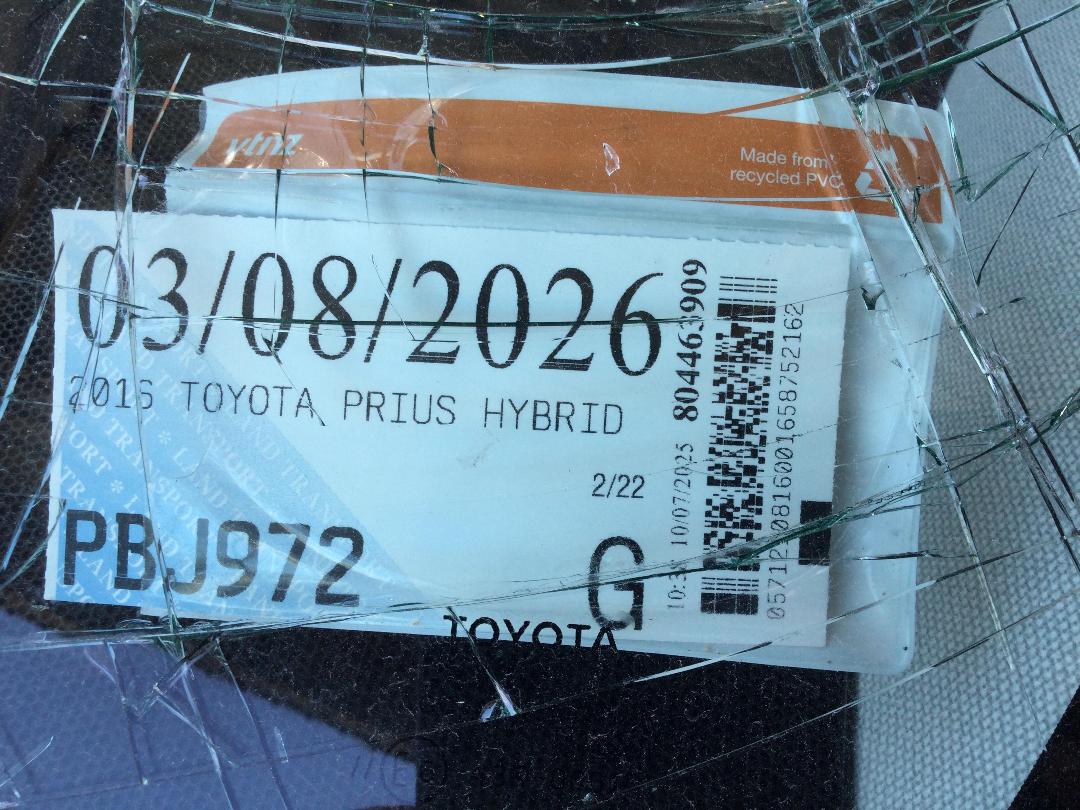 vtnz
Made from
recycled PVC
03/08/2026
2016 TOYOTA PRIUS HYBRID
2/22
PBJ972
G
TOYOTA
10/07/2025 804463909